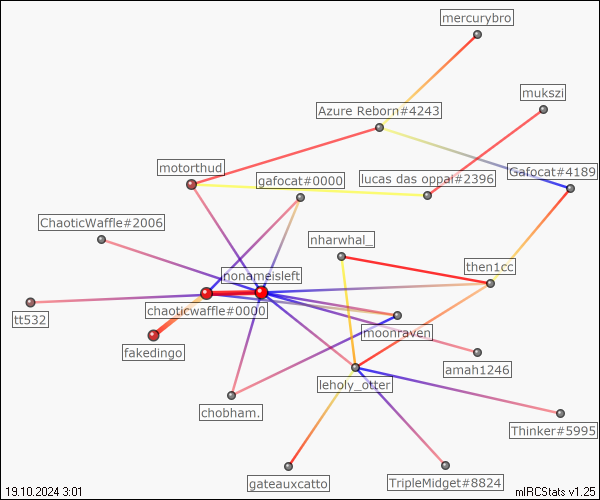 mercurybro
mukszi
Azure Reborn#4243
motorthud
gafocat#0000
lucas das oppai#2396
Gafocat#4189
ChaoticWaffle#2006
nharwhal_
nonameisleft
then1cc
tt532
chaoticwaffle#0000
moonraven
fakedingo
amah1246
leholy_otter
chobham.
Thinker#5995
gateauxcatto
TripleMidget#8824
19.10.2024 3:01
mIRCStats v1.25